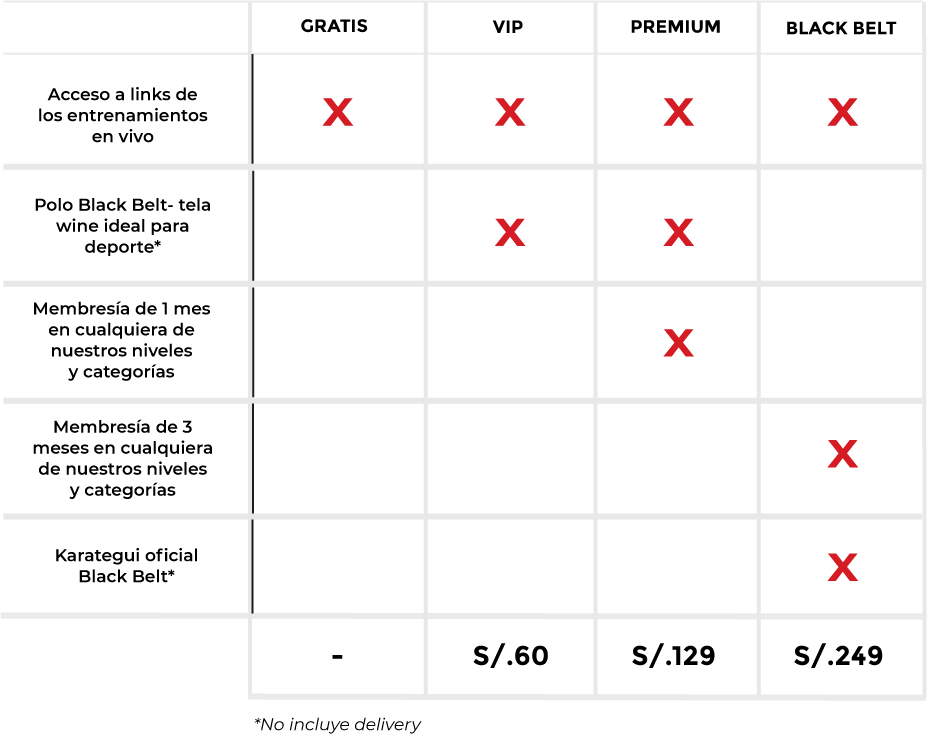 GRATIS VIP PREMIUM BLACK BELT
Acceso a links de
los entrenamientos
en vivo
X X X X
Polo Black Belt- tela
wine ideal para
deporte*
X X
Membresía de 1 mes
en cualquiera de
nuestros niveles
y categorías
X
Membresía de 3
meses en cualquiera
de nuestros niveles
y categorías
X
Karategui oficial
Black Belt*
X
- S/.60 S/.129 S/.249
*No incluye delivery